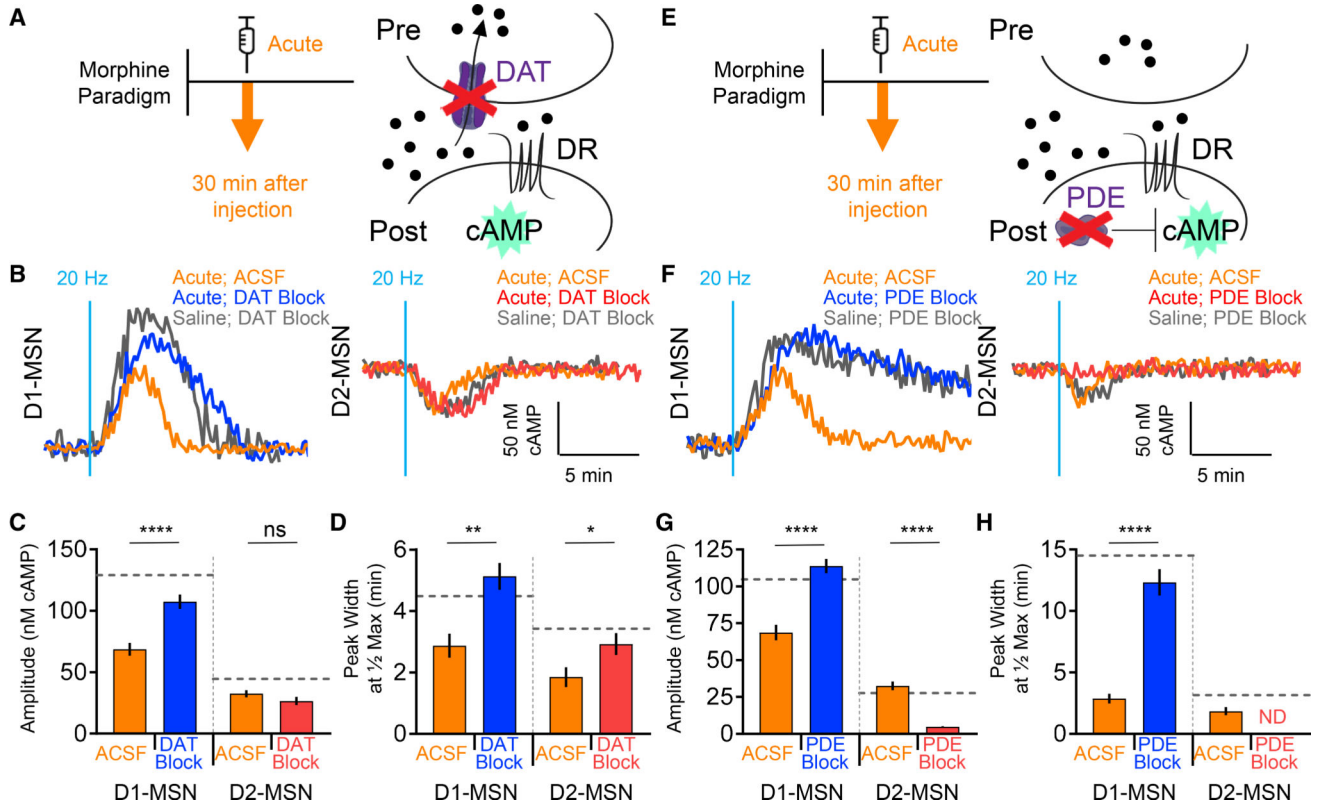 A
Morphine
Paradigm
Acute
30 min after
injection
Pre
DAT
DR
Post
cAMP
E
Morphine
Paradigm
Acute
30 min after
injection
Pre
DR
PDE
Post
cAMP
B
20 Hz
Acute; ACSF
Acute; DAT Block
Saline; DAT Block
D1-MSN
20 Hz
Acute; ACSF
Acute; DAT Block
Saline; DAT Block
D2-MSN
50 nM
cAMP
5 min
F
20 Hz
Acute; ACSF
Acute; PDE Block
Saline; PDE Block
D1-MSN
20 Hz
Acute; ACSF
Acute; PDE Block
Saline; PDE Block
D2-MSN
50 nM
cAMP
5 min
C
Amplitude (nM cAMP)
150
100
50
0
****
ns
ACSF
DAT
Block
ACSF
DAT
Block
D1-MSN
D2-MSN
D
Peak Width
at ½ Max (min)
6
4
2
0
**
*
ACSF
DAT
Block
ACSF
DAT
Block
D1-MSN
D2-MSN
G
Amplitude (nM cAMP)
125
100
75
50
25
0
****
****
ACSF
PDE
Block
ACSF
PDE
Block
D1-MSN
D2-MSN
H
Peak Width
at ½ Max (min)
15
10
5
0
****
ND
ACSF
PDE
Block
ACSF
PDE
Block
D1-MSN
D2-MSN